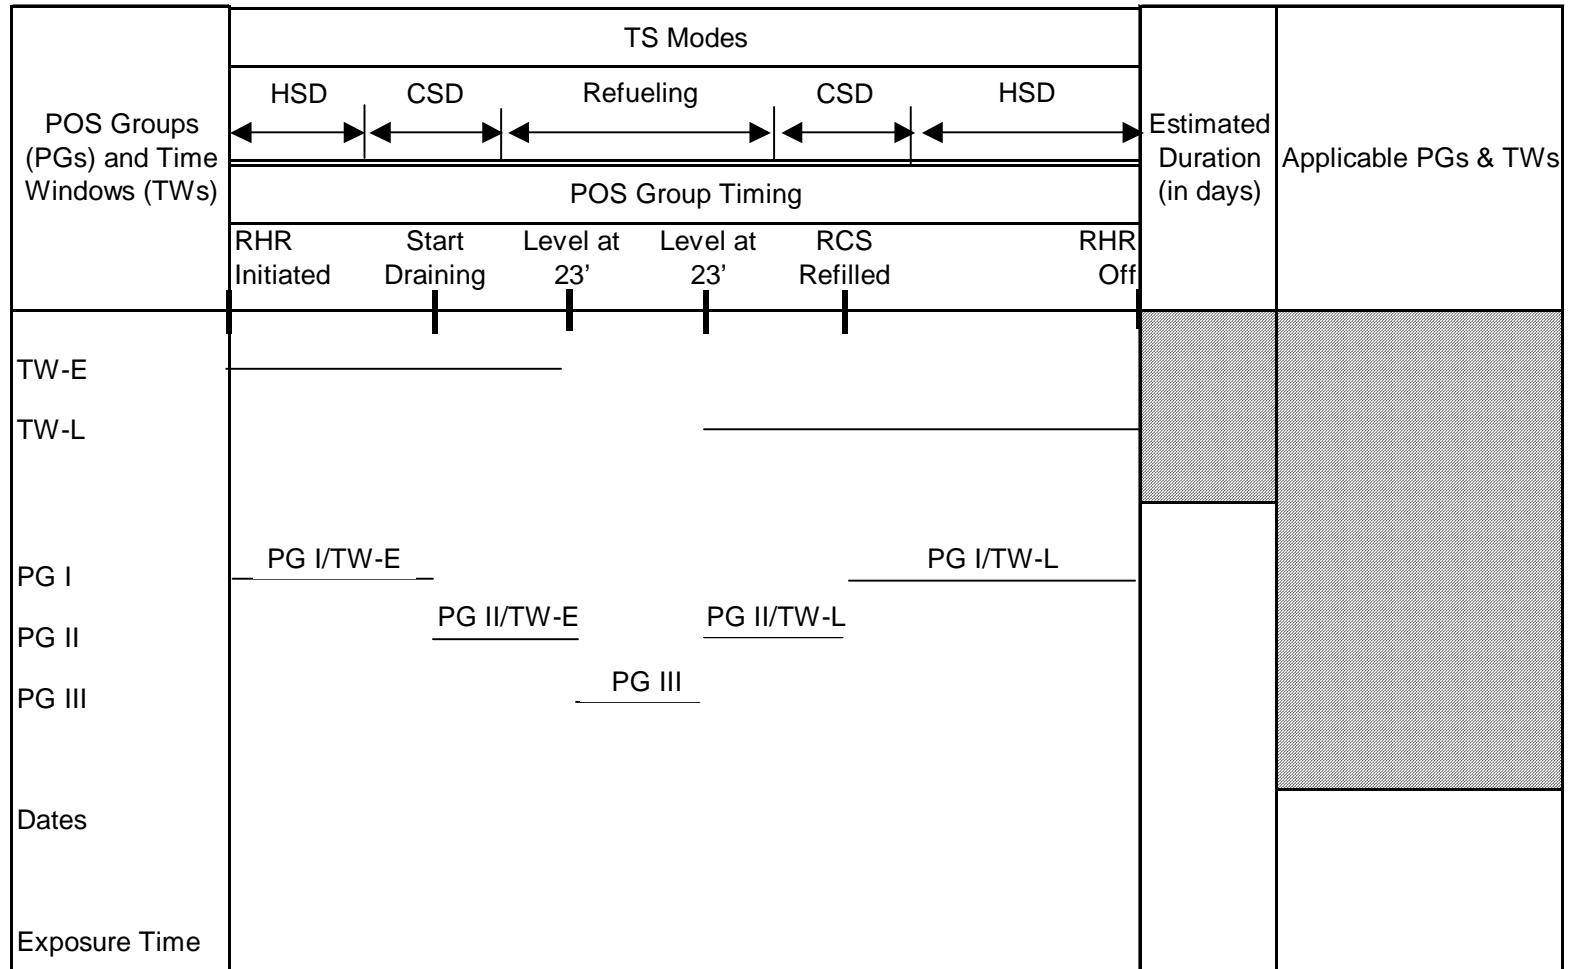 TS Modes
HSD CSD Refueling CSD HSD
POS Groups
(PGs) and Time
Windows (TWs)
Estimated
Duration
(in days)
Applicable PGs & TWs
POS Group Timing
RHR
Initiated
Start
Draining
Level at
23’
Level at
23’
RCS
Refilled
RHR
Off
TW-E
TW-L
PG I/TW-E PG I/TW-L
PG I
PG II/TW-E PG II/TW-L
PG II
PG III
PG III
Dates
Exposure Time